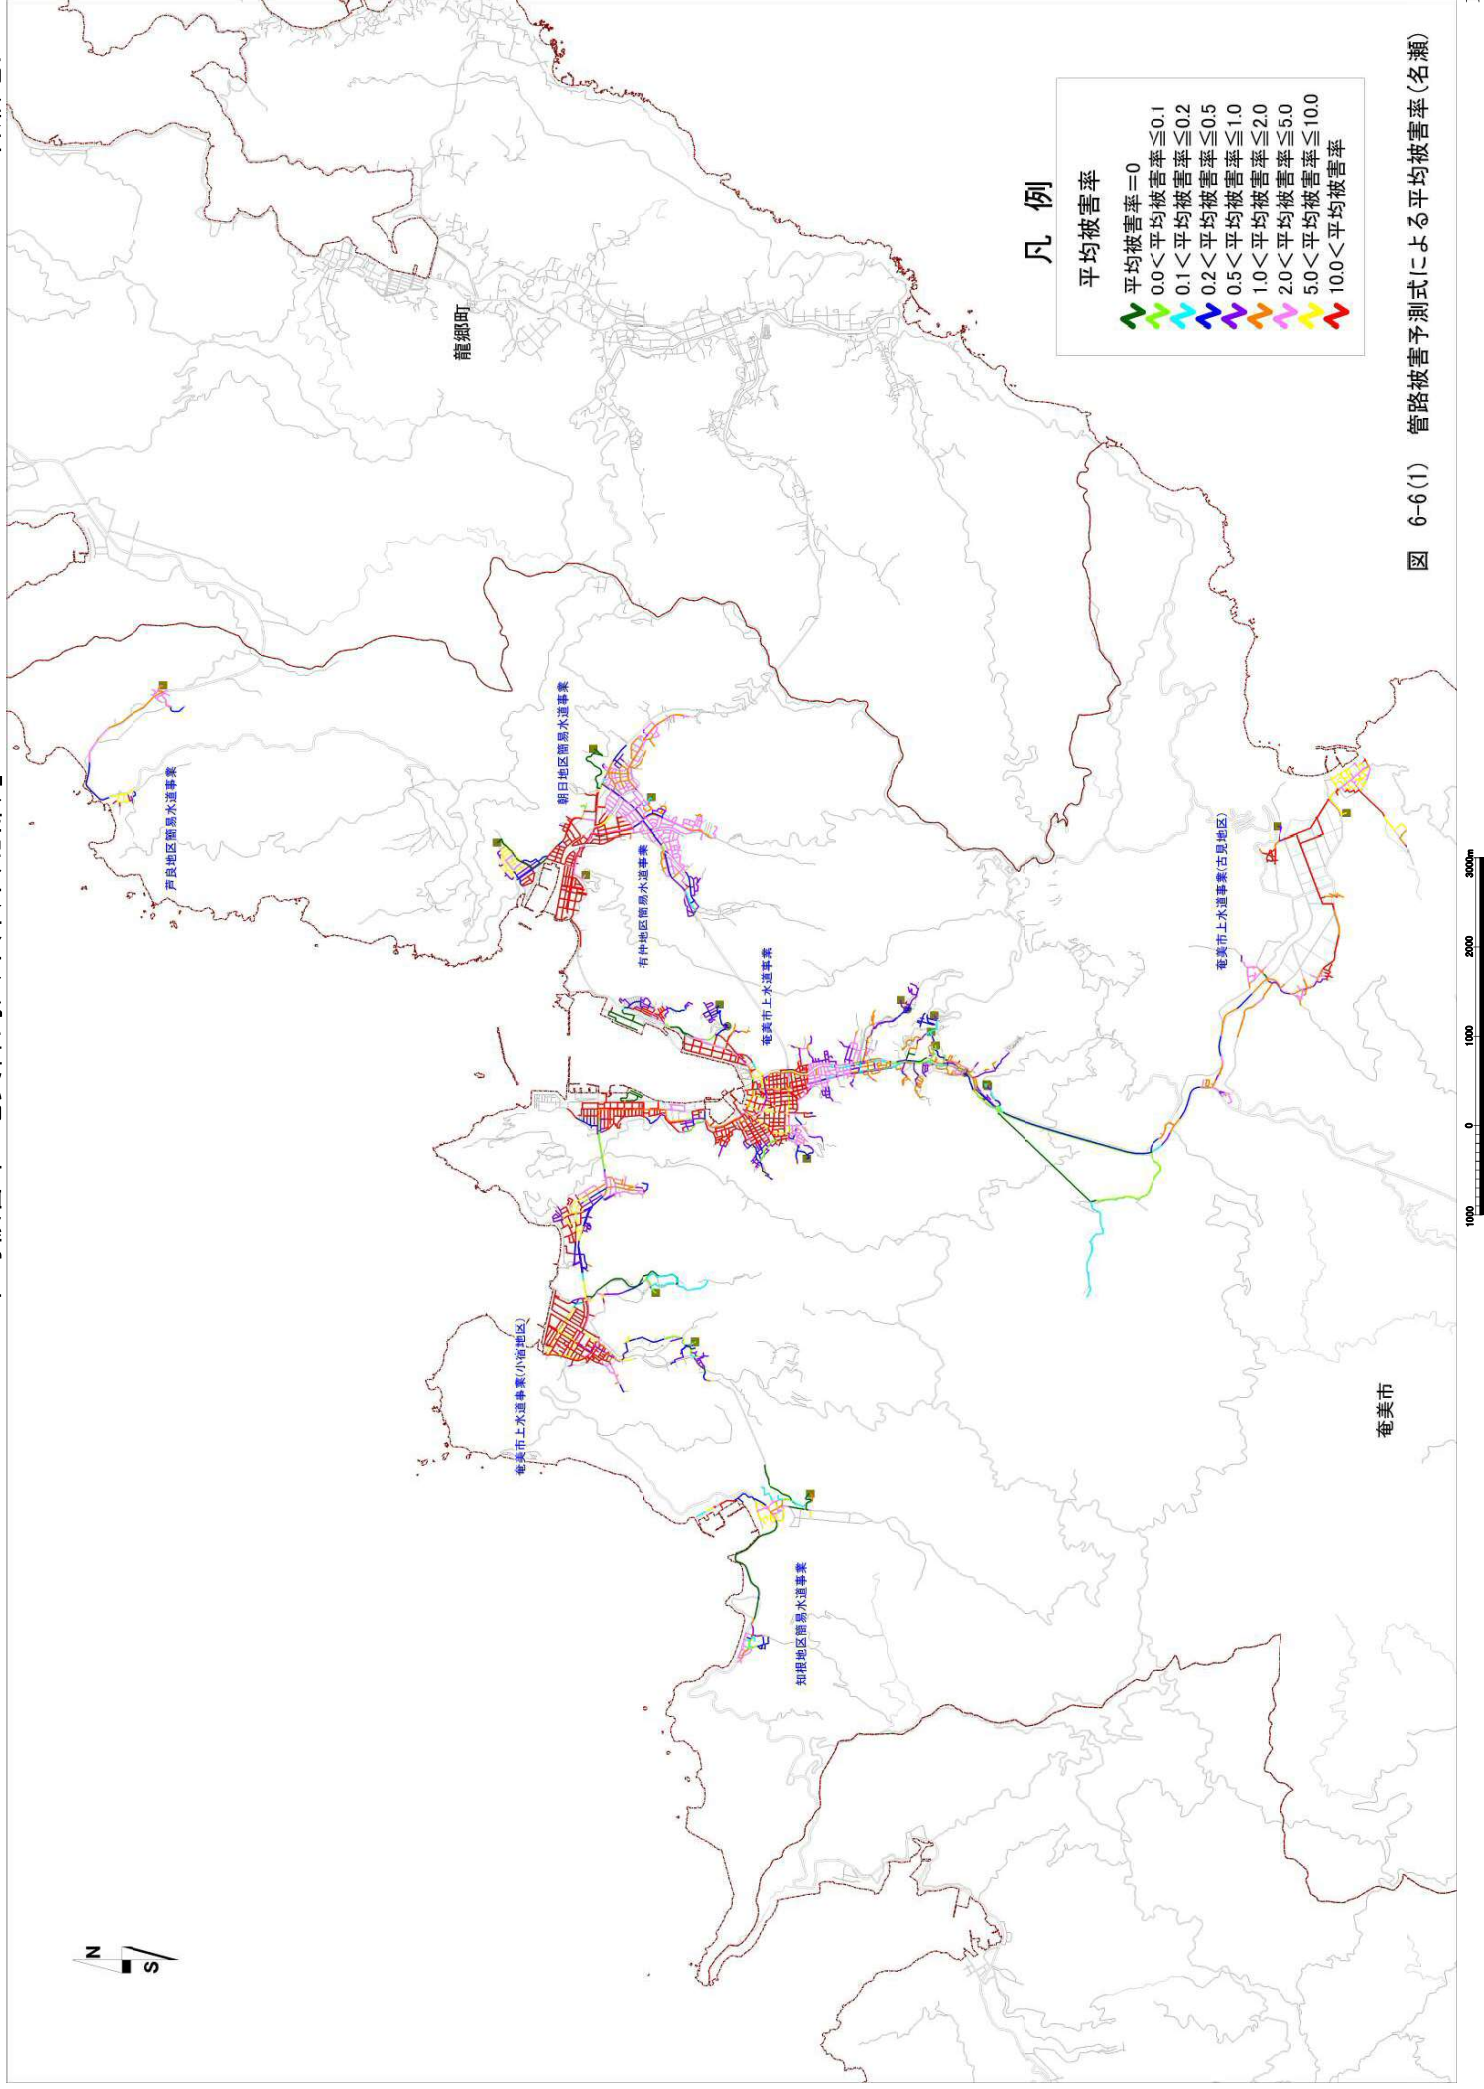 N
S
龍郷町
芦良地区簡易水道事業
朝日地区簡易水道事業
有仲地区簡易水道事業
奄美市上水道事業
奄美市上水道事業(小宿地区)
知根地区簡易水道事業
奄美市上水道事業(古見地区)
奄美市
凡 例
平均被害率
平均被害率=0
0.0<平均被害率≦0.1
0.1<平均被害率≦0.2
0.2<平均被害率≦0.5
0.5<平均被害率≦1.0
1.0<平均被害率≦2.0
2.0<平均被害率≦5.0
5.0<平均被害率≦10.0
10.0<平均被害率
1000 0 1000 2000 3000m
図 6-6(1) 管路被害予測式による平均被害率(名瀬)